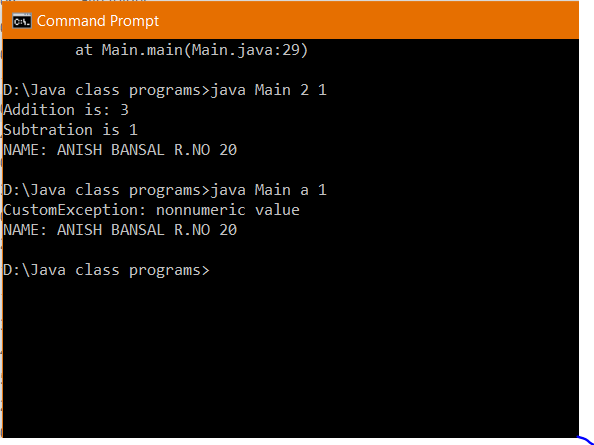 Command Prompt
at Main.main(Main.java:29)
D:\Java class programs>java Main 2 1
Addition is: 3
Subtration is 1
NAME: ANISH BANSAL R.NO 20
D:\Java class programs>java Main a 1
CustomException: nonnumeric value
NAME: ANISH BANSAL R.NO 20
D:\Java class programs>